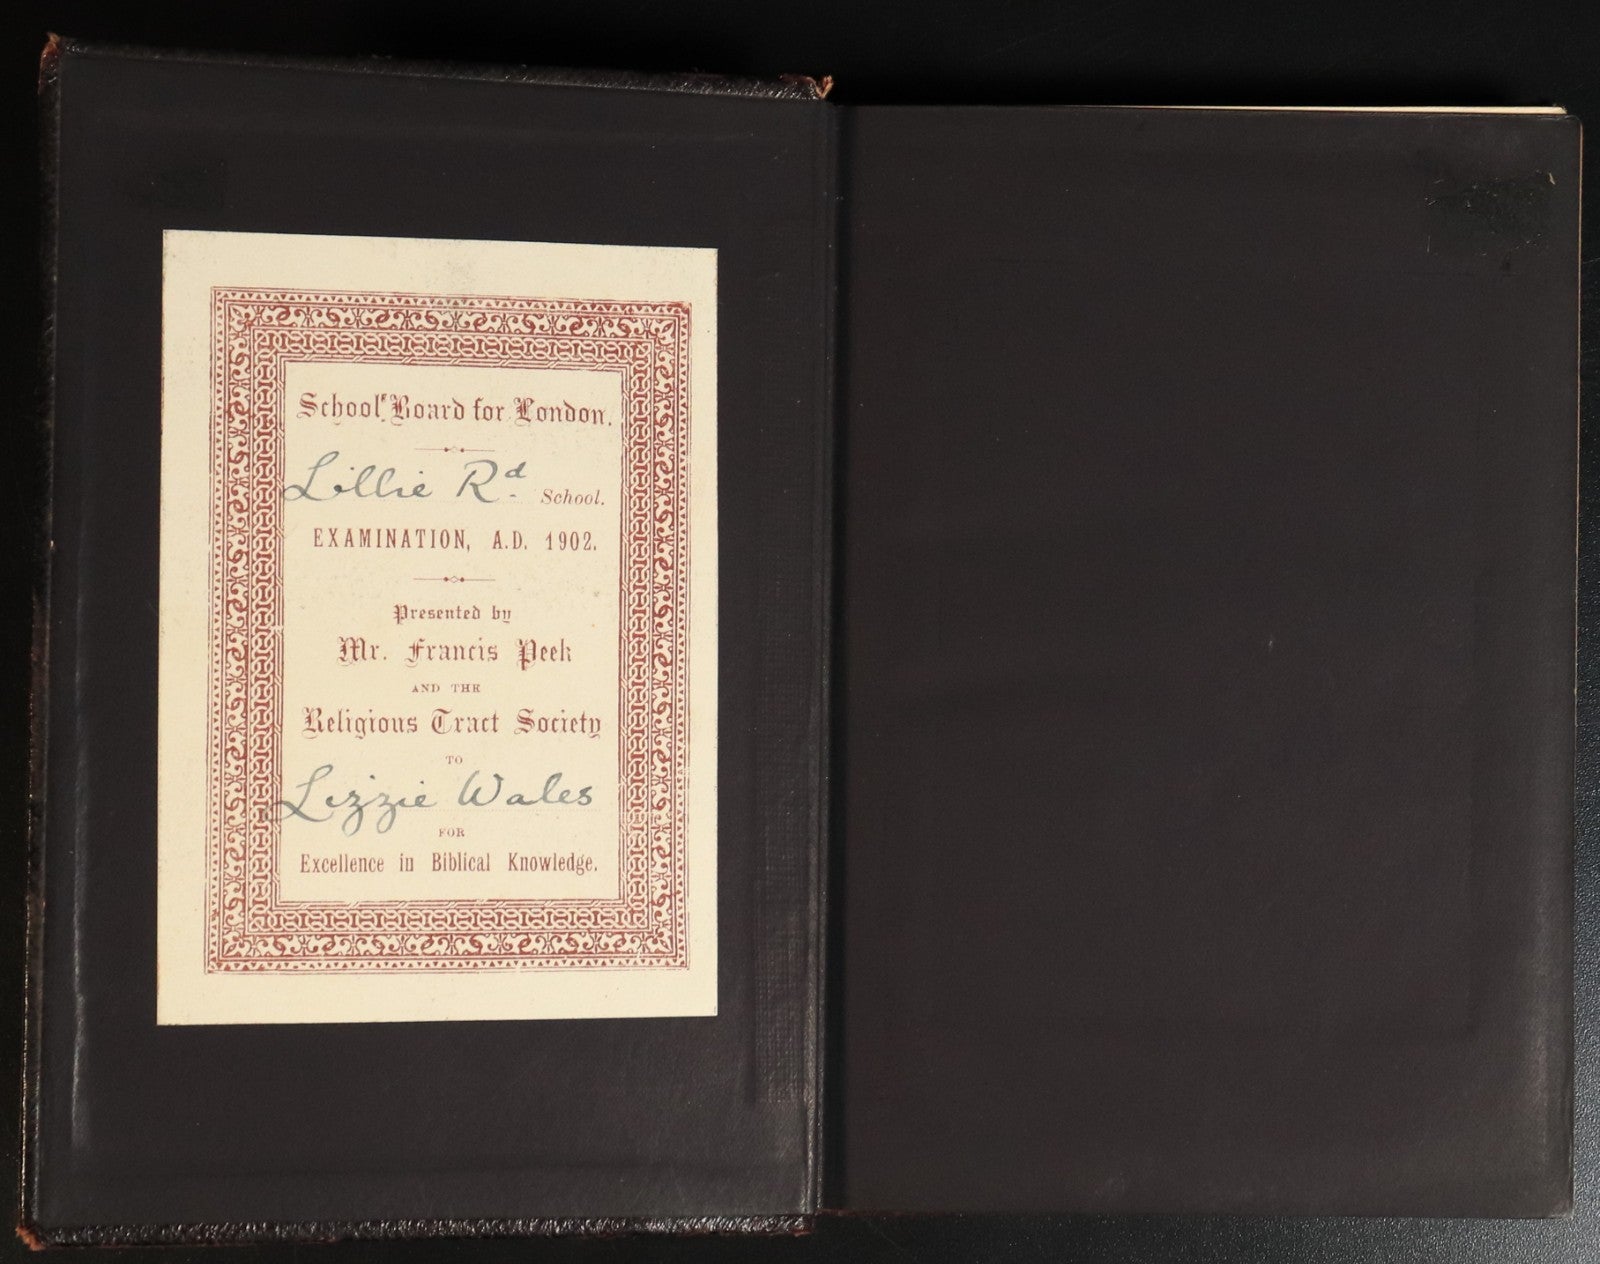 School Board for London.
Lillie Rd. School.
EXAMINATION, A.D. 1902.
Presented by
Mr. Francis Peek
AND THE
Religious Tract Society
TO
Lizzie Wales
FOR
Excellence in Biblical Knowledge.